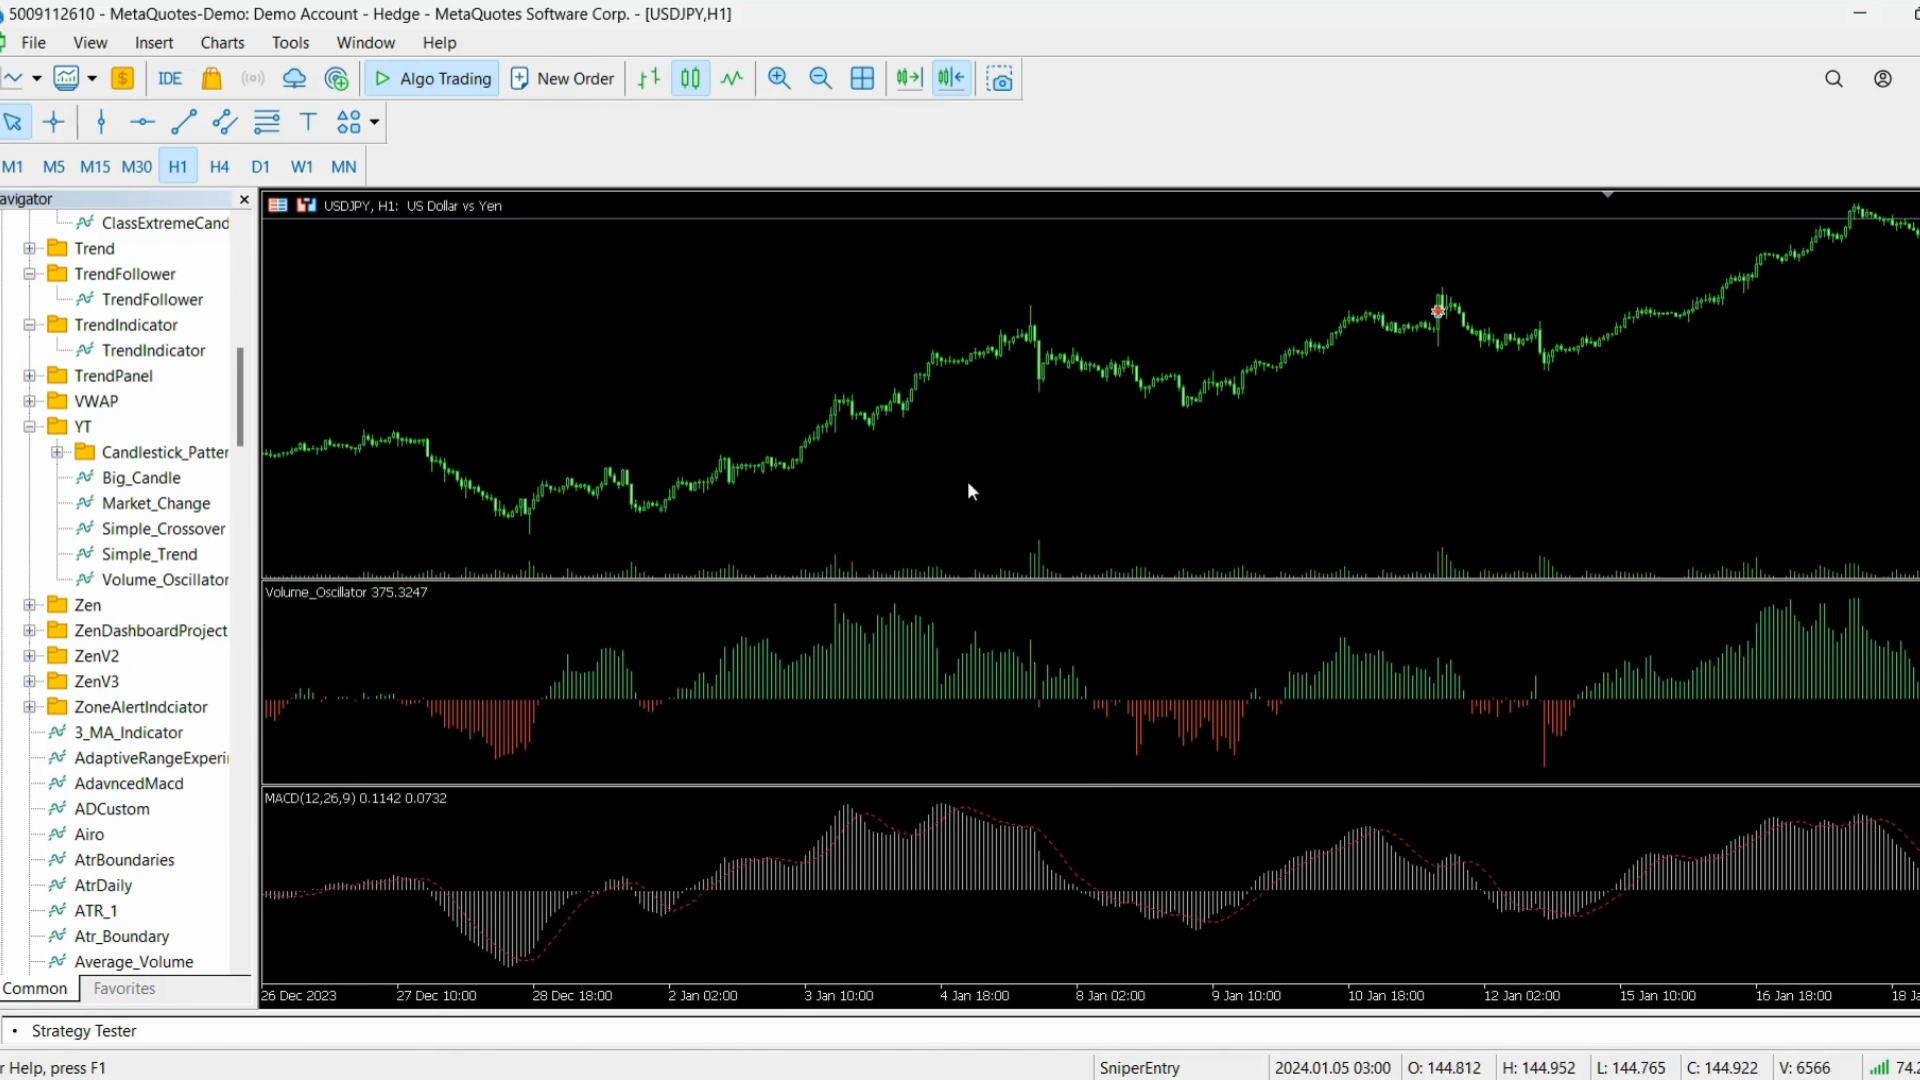 5009112610 - MetaQuotes-Demo: Demo Account - Hedge - MetaQuotes Software Corp. - [USDJPY,H1]
File View Insert Charts Tools Window Help
$ IDE Algo Trading New Order
T
M1 M5 M15 M30 H1 H4 D1 W1 MN
avigator
ClassExtremeCand
Trend
TrendFollower
TrendFollower
TrendIndicator
TrendIndicator
TrendPanel
VWAP
YT
Candlestick_Patter
Big_Candle
Market_Change
Simple_Crossover
Simple_Trend
Volume_Oscillator
Zen
ZenDashboardProject
ZenV2
ZenV3
ZoneAlertIndciator
3_MA_Indicator
AdaptiveRangeExperi
AdavncedMacd
ADCustom
Airo
AtrBoundaries
AtrDaily
ATR_1
Atr_Boundary
Average_Volume
Common Favorites
USDJPY, H1: US Dollar vs Yen
Volume_Oscillator 375.3247
MACD(12,26,9) 0.1142 0.0732
26 Dec 2023 27 Dec 10:00 28 Dec 18:00 2 Jan 02:00 3 Jan 10:00 4 Jan 18:00 8 Jan 02:00 9 Jan 10:00 10 Jan 18:00 12 Jan 02:00 15 Jan 10:00 16 Jan 18:00 18 Ja
Strategy Tester
r Help, press F1 SniperEntry 2024.01.05 03:00 O: 144.812 H: 144.952 L: 144.765 C: 144.922 V: 6566 74.2